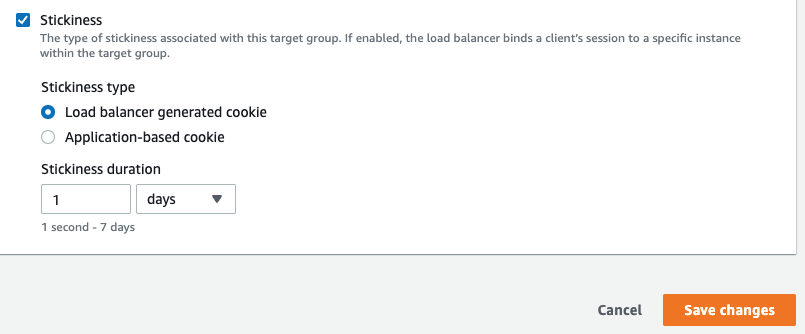 Stickiness
The type of stickiness associated with this target group. If enabled, the load balancer binds a client's session to a specific instance
within the target group.
Stickiness type
Load balancer generated cookie
Application-based cookie
Stickiness duration
1 days
1 second - 7 days
Cancel Save changes